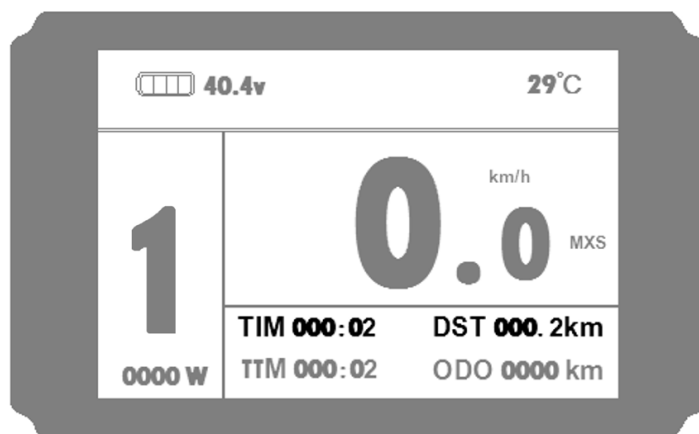 40.4v 29°C
km/h
1 0.0 MXS
TIM 000:02 DST 000. 2km
0000 W TTM 000:02 ODO 0000 km